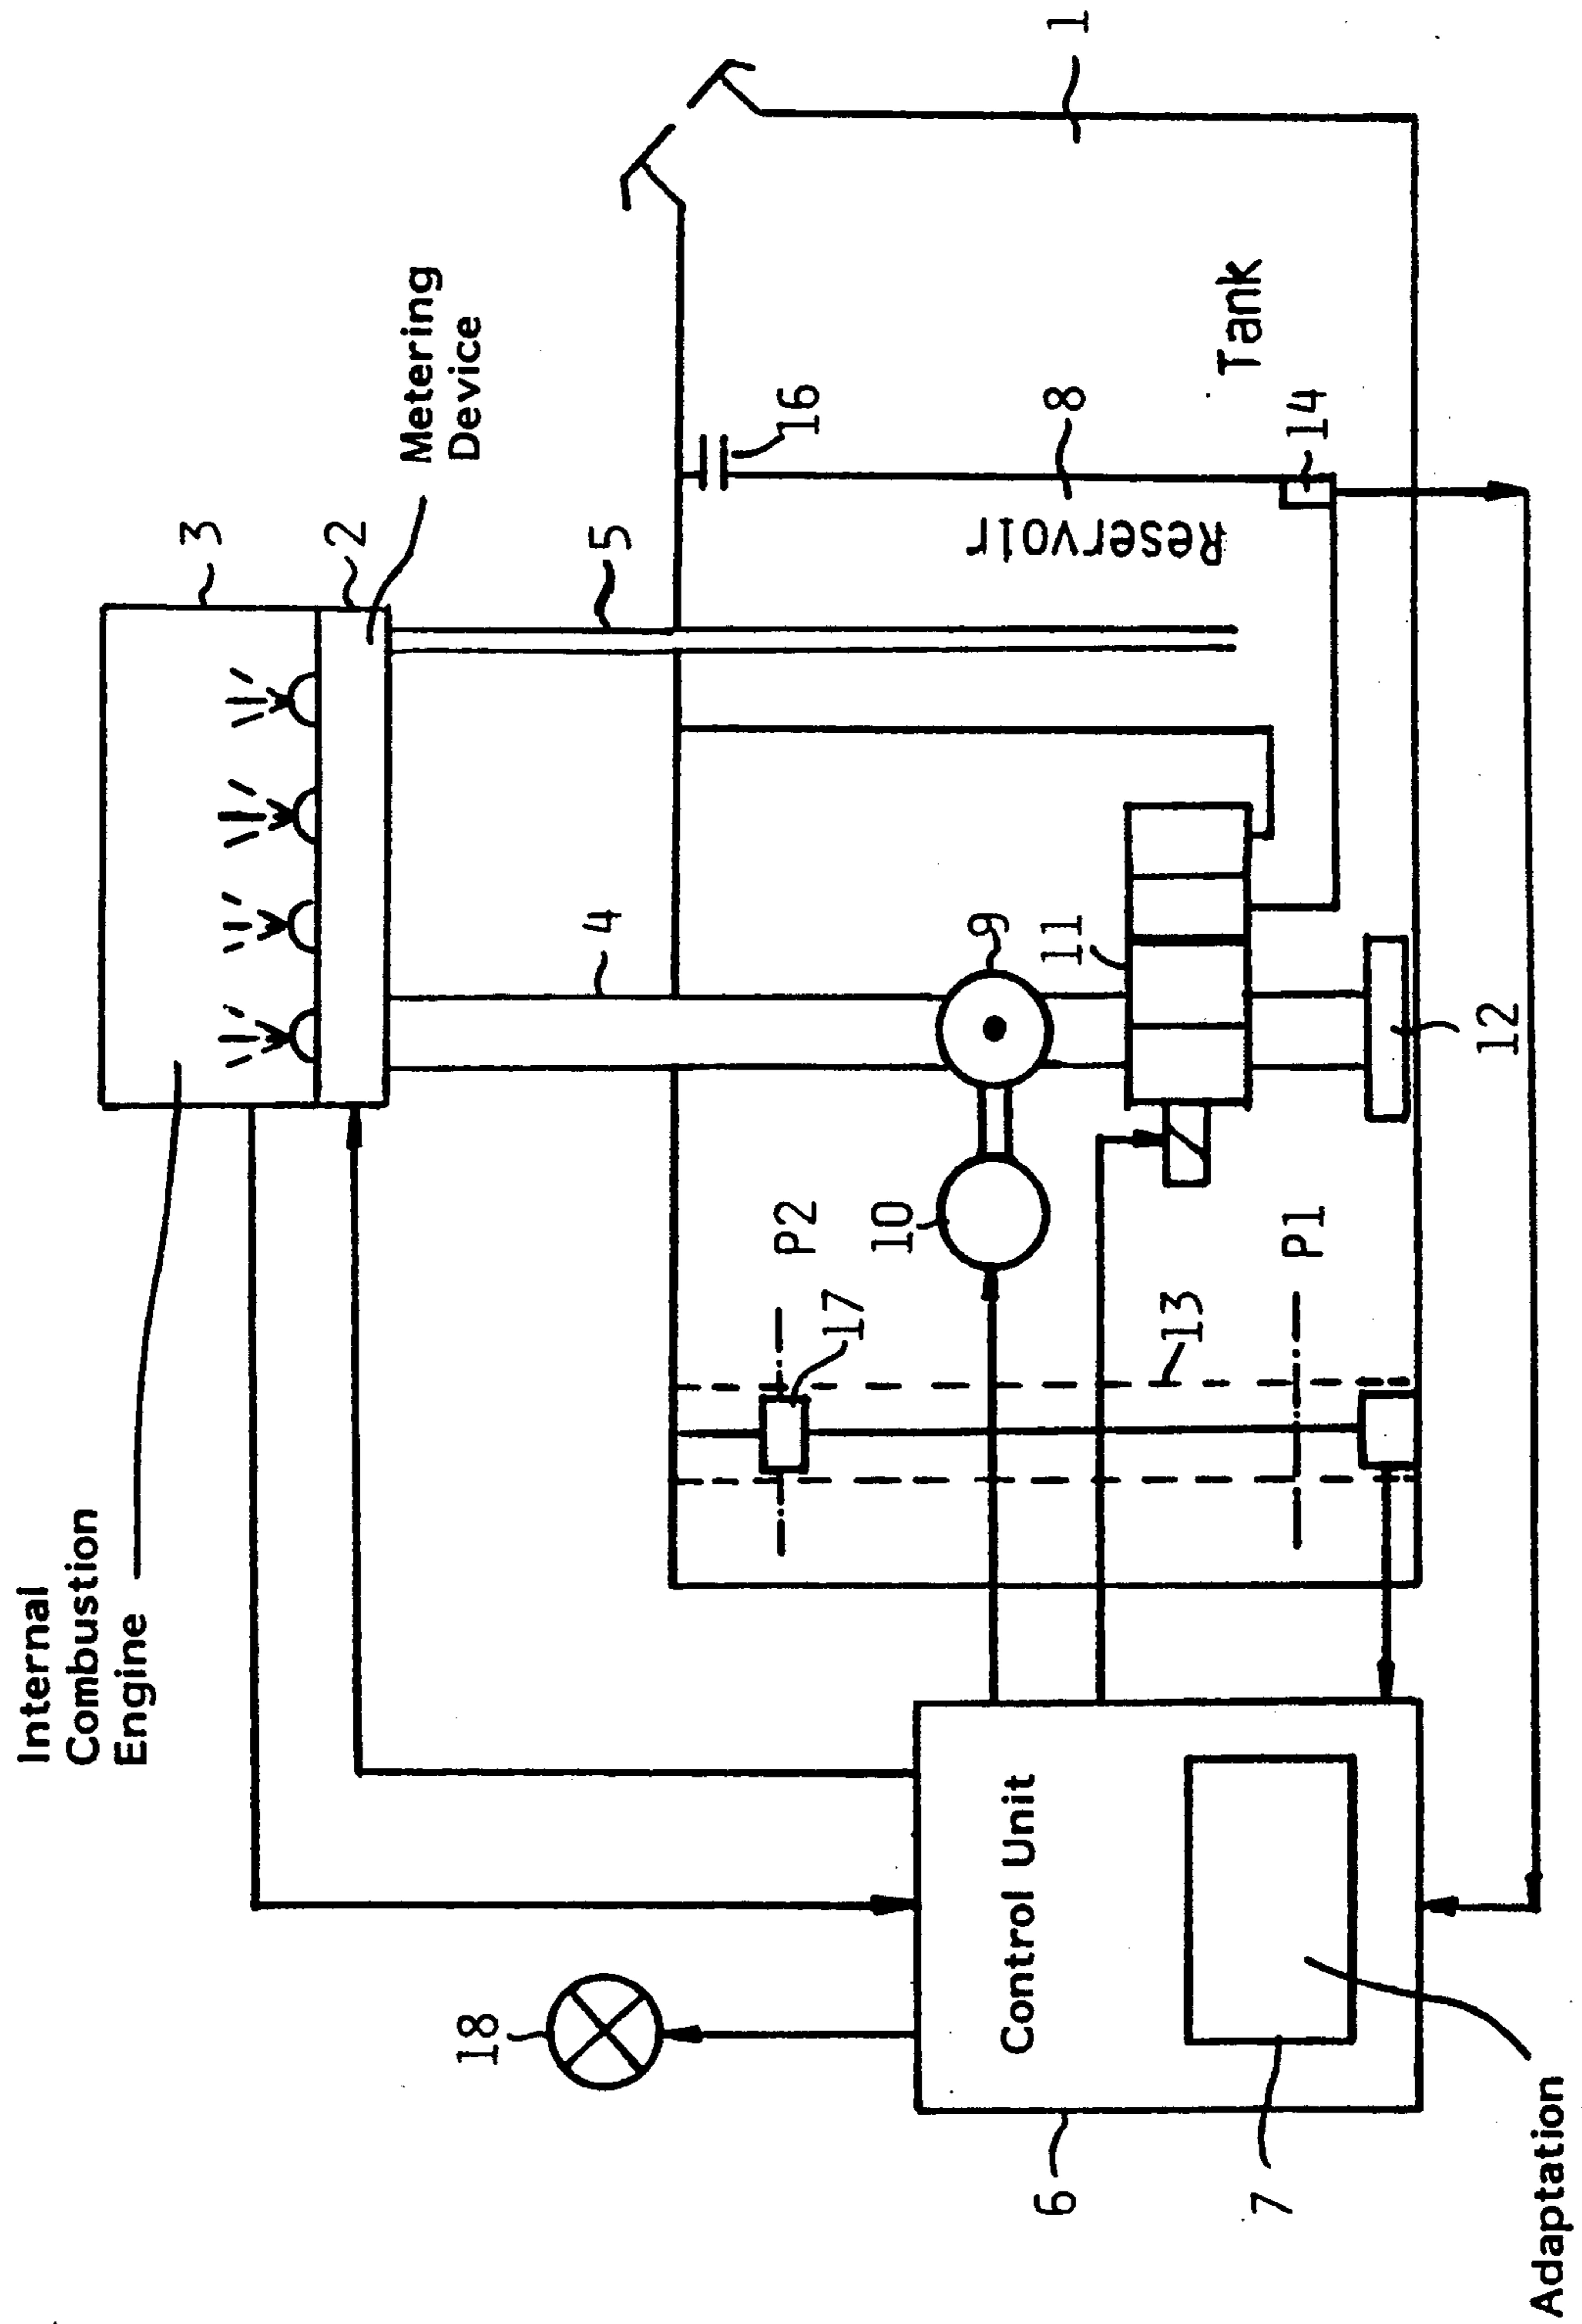 Internal
Combustion
Engine
3
2
Metering
Device
18
4
5
16
1
P2
17
10
9
8
Reservoir
6
Control Unit
13
11
Tank
7
P1
14
12
Adaptation